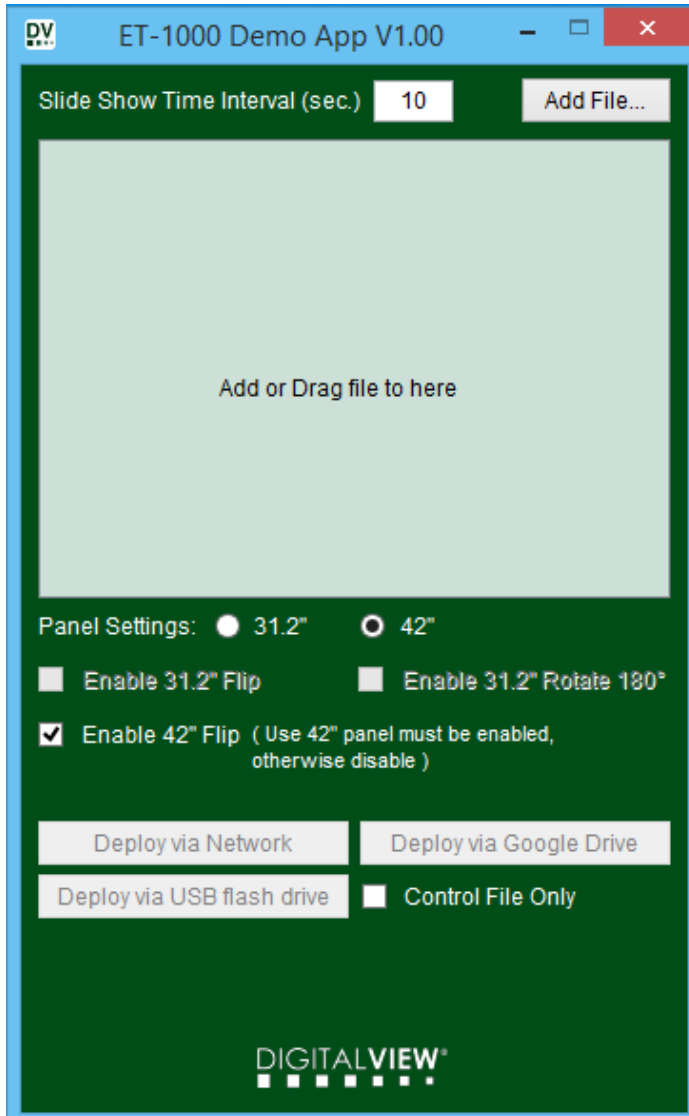 DV
ET-1000 Demo App V1.00
Slide Show Time Interval (sec.) 10 Add File...
Add or Drag file to here
Panel Settings: 31.2" 42"
Enable 31.2" Flip Enable 31.2" Rotate 180°
Enable 42" Flip ( Use 42" panel must be enabled,
otherwise disable )
Deploy via Network Deploy via Google Drive
Deploy via USB flash drive Control File Only
DIGITALVIEW®